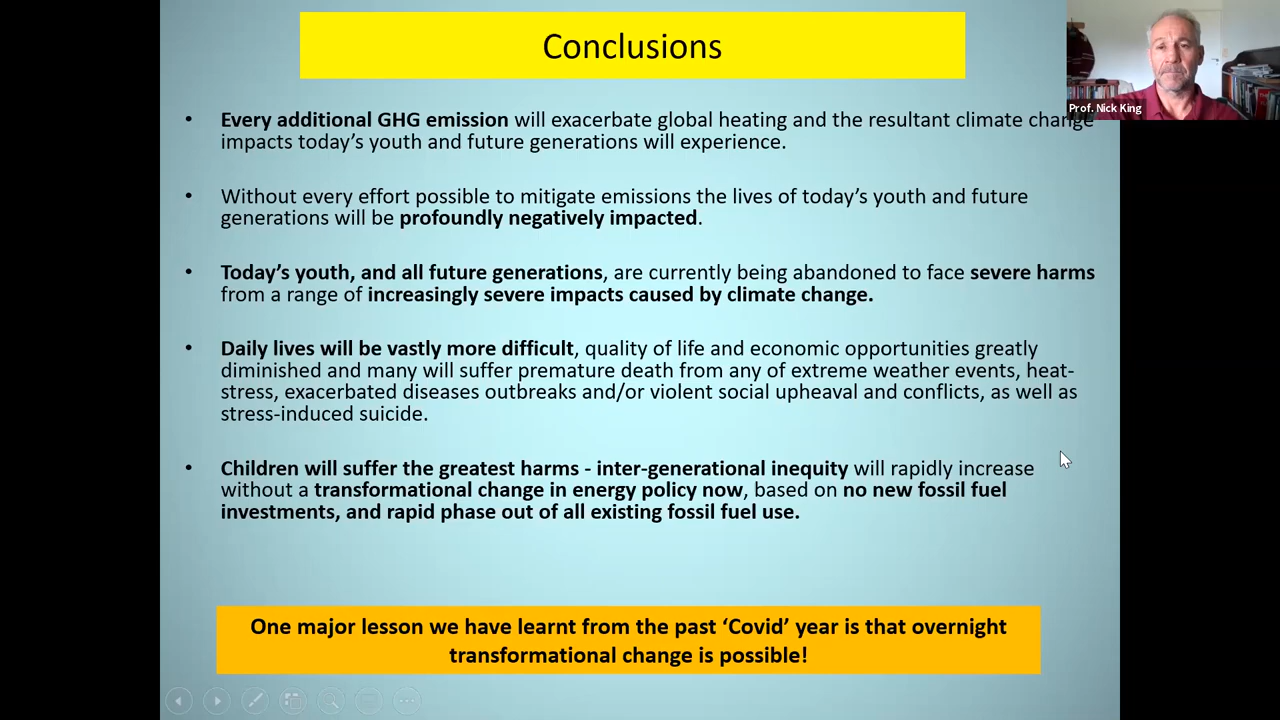 Conclusions
Prof. Nick King
• Every additional GHG emission will exacerbate global heating and the resultant climate change
impacts today’s youth and future generations will experience.
• Without every effort possible to mitigate emissions the lives of today’s youth and future
generations will be profoundly negatively impacted.
• Today’s youth, and all future generations, are currently being abandoned to face severe harms
from a range of increasingly severe impacts caused by climate change.
• Daily lives will be vastly more difficult, quality of life and economic opportunities greatly
diminished and many will suffer premature death from any of extreme weather events, heat-
stress, exacerbated diseases outbreaks and/or violent social upheaval and conflicts, as well as
stress-induced suicide.
• Children will suffer the greatest harms - inter-generational inequity will rapidly increase
without a transformational change in energy policy now, based on no new fossil fuel
investments, and rapid phase out of all existing fossil fuel use.
One major lesson we have learnt from the past ‘Covid’ year is that overnight
transformational change is possible!